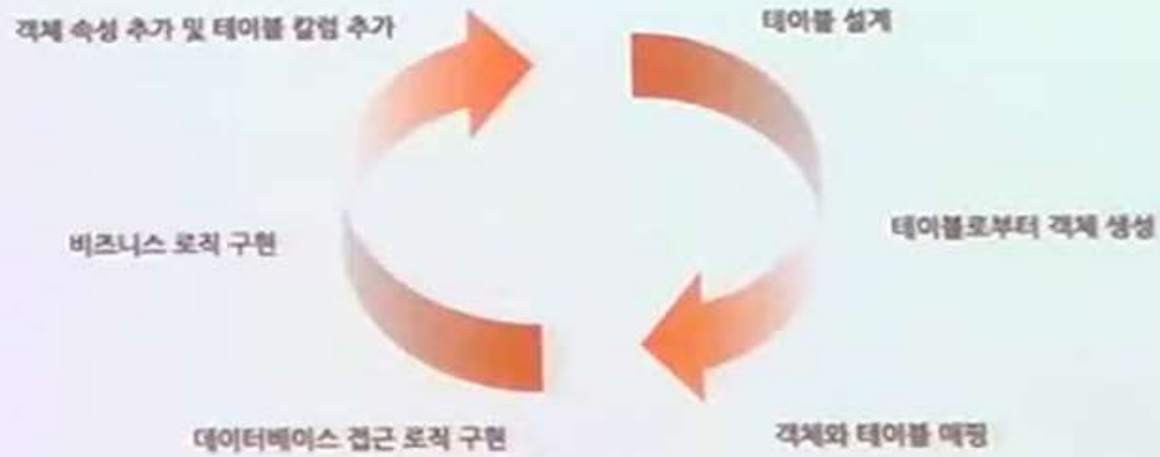 객체 속성 추가 및 테이블 칼럼 추가
테이블 설계
테이블로부터 객체 생성
객체와 테이블 매핑
데이터베이스 접근 로직 구현
비즈니스 로직 구현